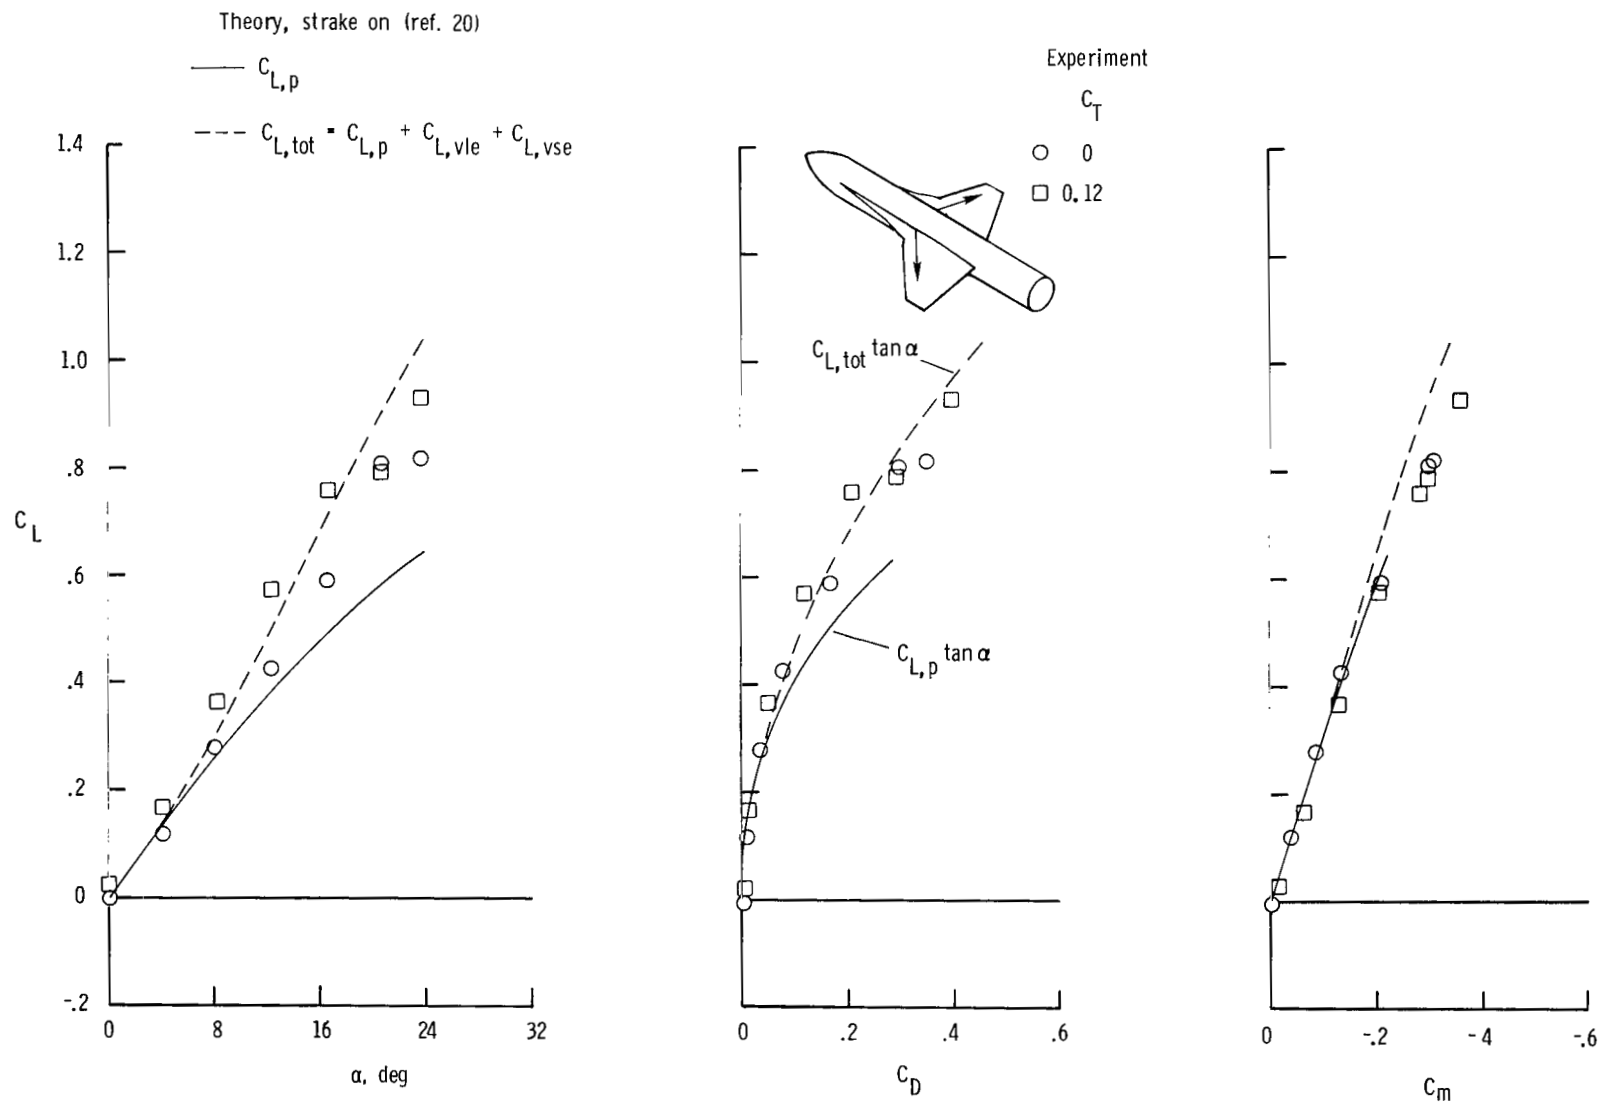 Theory, strake on (ref. 20)
C_L,p
C_L,tot = C_L,p + C_L,vle + C_L,vse
Experiment
C_T
0
0.12
1.4
1.2
1.0
.8
.6
.4
.2
0
-.2
C_L
0 8 16 24 32
α, deg
C_L,tot tan α
C_L,p tan α
0 .2 .4 .6
C_D
0 -.2 -4 -.6
C_m